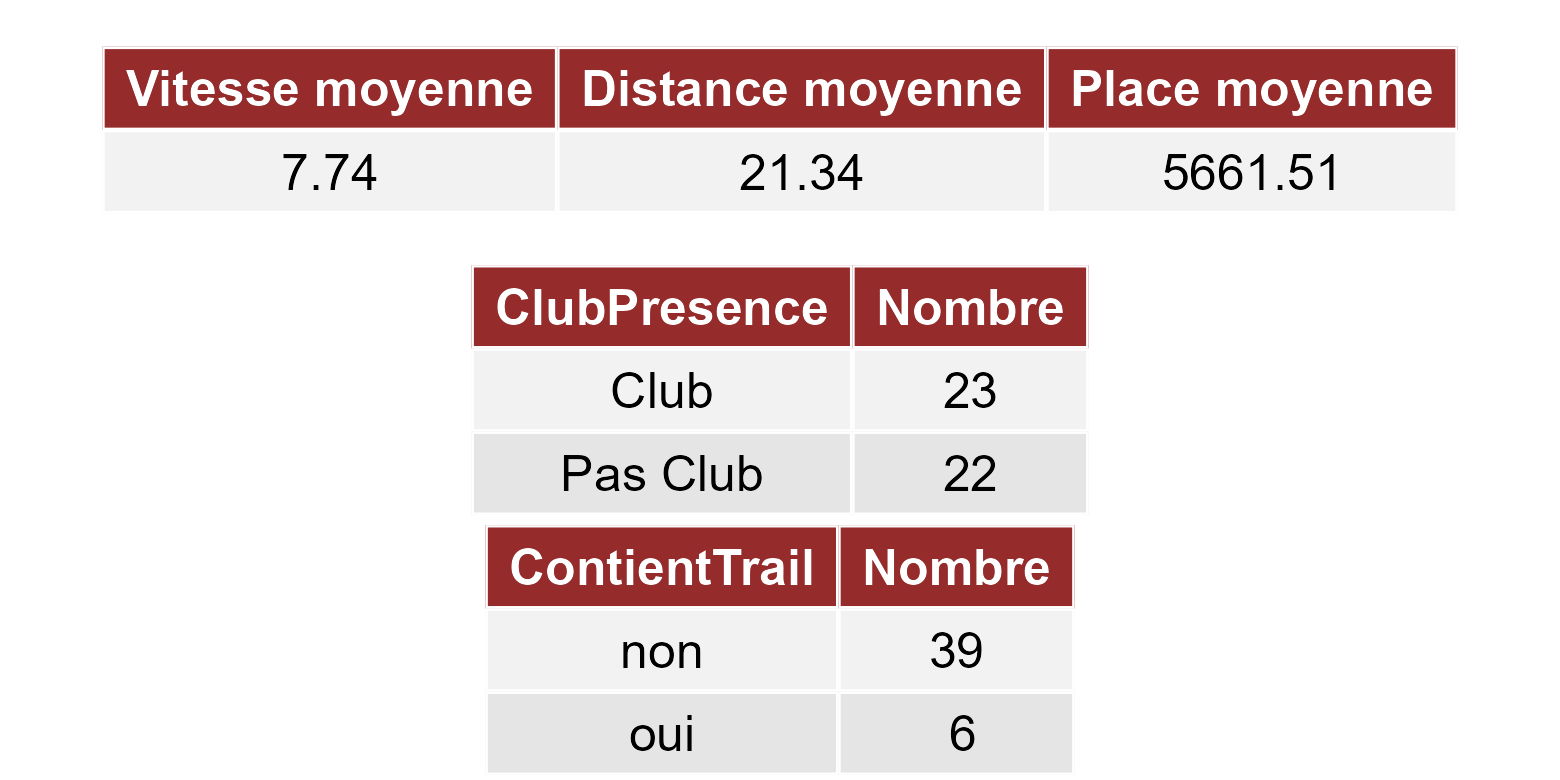 Vitesse moyenne Distance moyenne Place moyenne
7.74 21.34 5661.51
ClubPresence Nombre
Club 23
Pas Club 22
ContientTrail Nombre
non 39
oui 6